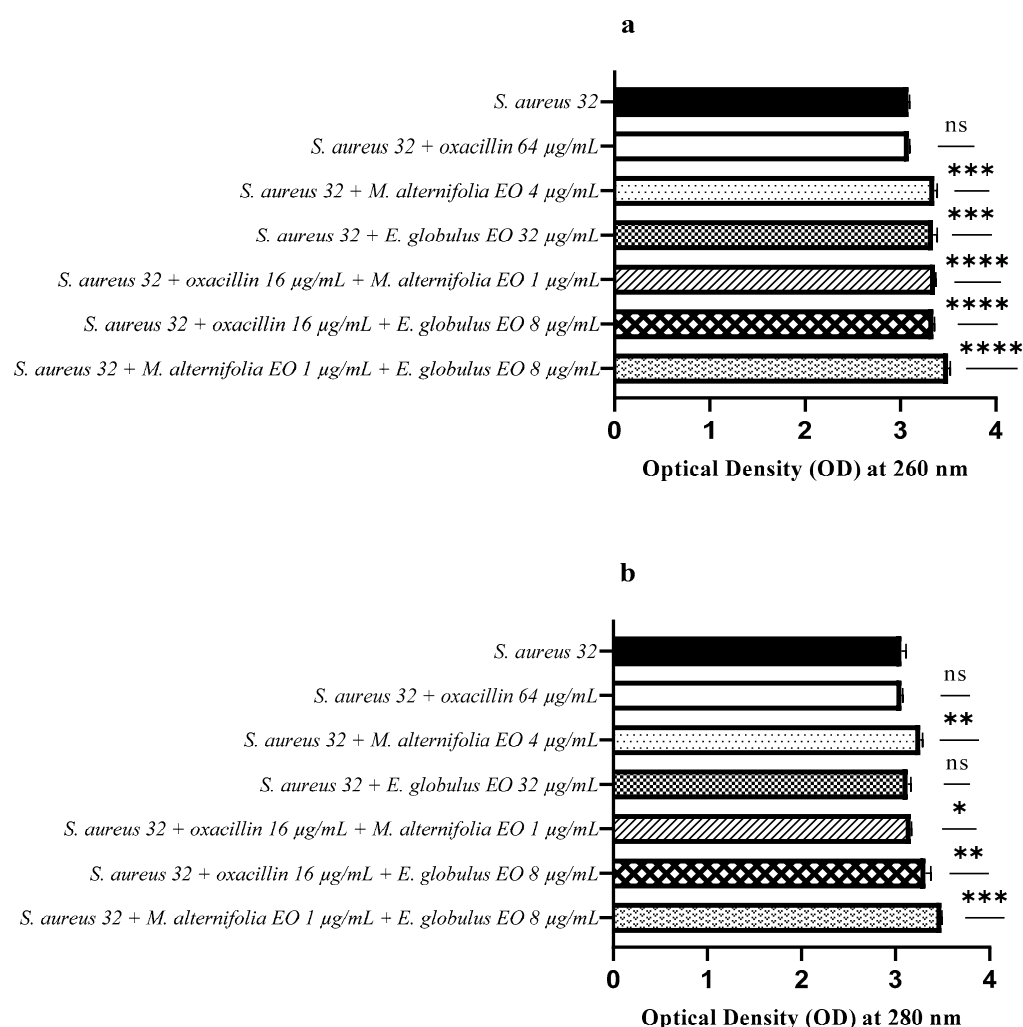 a
S. aureus 32
ns
S. aureus 32 + oxacillin 64 µg/mL
***
S. aureus 32 + M. alternifolia EO 4 µg/mL
***
S. aureus 32 + E. globulus EO 32 µg/mL
****
S. aureus 32 + oxacillin 16 µg/mL + M. alternifolia EO 1 µg/mL
****
S. aureus 32 + oxacillin 16 µg/mL + E. globulus EO 8 µg/mL
****
S. aureus 32 + M. alternifolia EO 1 µg/mL + E. globulus EO 8 µg/mL
0 1 2 3 4
Optical Density (OD) at 260 nm
b
S. aureus 32
ns
S. aureus 32 + oxacillin 64 µg/mL
**
S. aureus 32 + M. alternifolia EO 4 µg/mL
ns
S. aureus 32 + E. globulus EO 32 µg/mL
*
S. aureus 32 + oxacillin 16 µg/mL + M. alternifolia EO 1 µg/mL
**
S. aureus 32 + oxacillin 16 µg/mL + E. globulus EO 8 µg/mL
***
S. aureus 32 + M. alternifolia EO 1 µg/mL + E. globulus EO 8 µg/mL
0 1 2 3 4
Optical Density (OD) at 280 nm